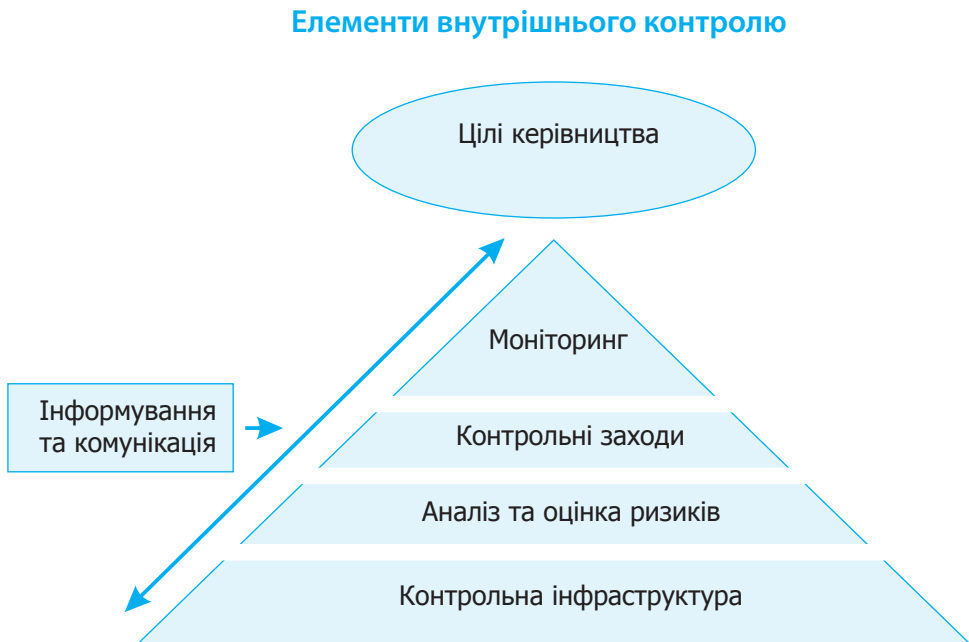 Елементи внутрішнього контролю
Цілі керівництва
Моніторинг
Інформування
та комунікація
Контрольні заходи
Аналіз та оцінка ризиків
Контрольна інфраструктура